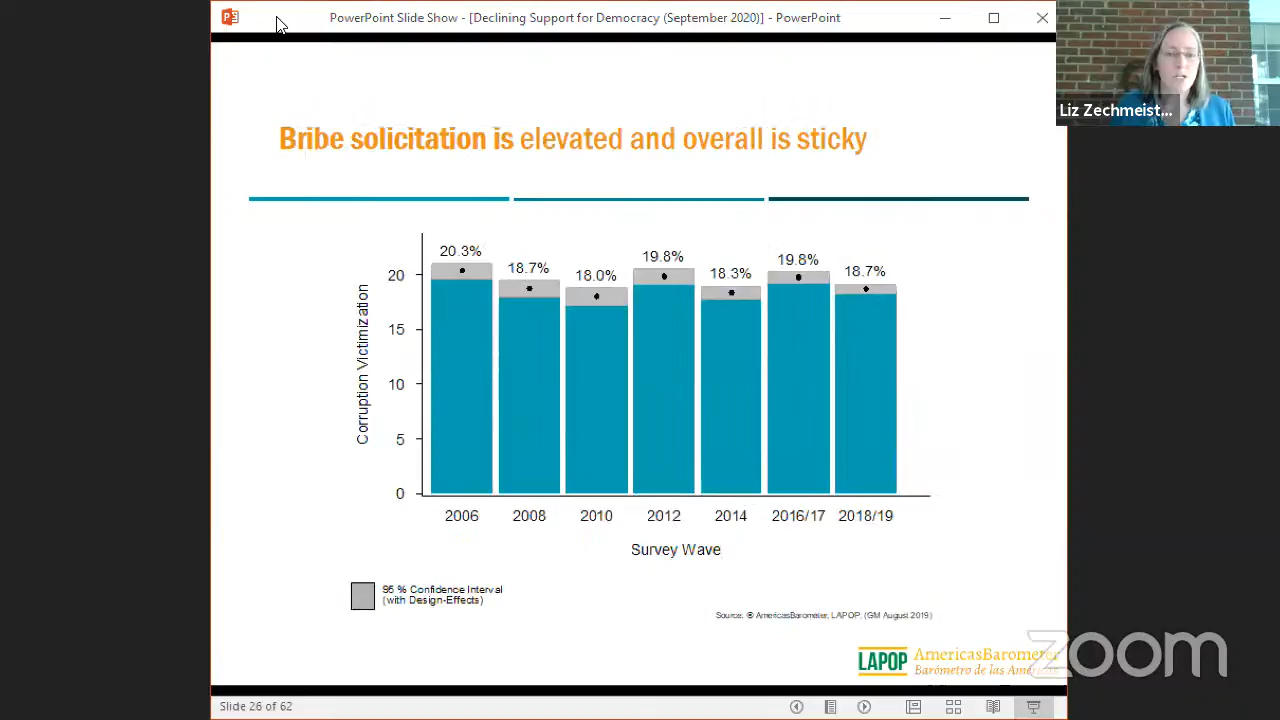 PowerPoint Slide Show - [Declining Support for Democracy (September 2020)] - PowerPoint
Liz Zechmeist...
Bribe solicitation is elevated and overall is sticky
20.3%
18.7%
18.0%
19.8%
18.3%
19.8%
18.7%
20
15
10
5
0
Corruption Victimization
2006
2008
2010
2012
2014
2016/17
2018/19
Survey Wave
95 % Confidence Interval
(with Design-Effects)
Source: © AmericasBarometer, LAPOP; (GM August 2019)
LAPOP
AmericasBarometer
Barómetro de las Américas
zoom
Slide 26 of 62